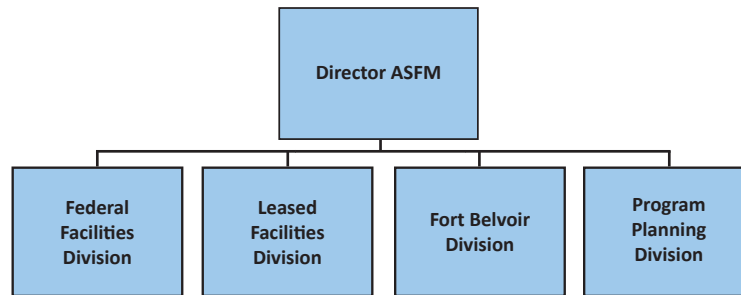 Director ASFM
Federal
Facilities
Division
Leased
Facilities
Division
Fort Belvoir
Division
Program
Planning
Division